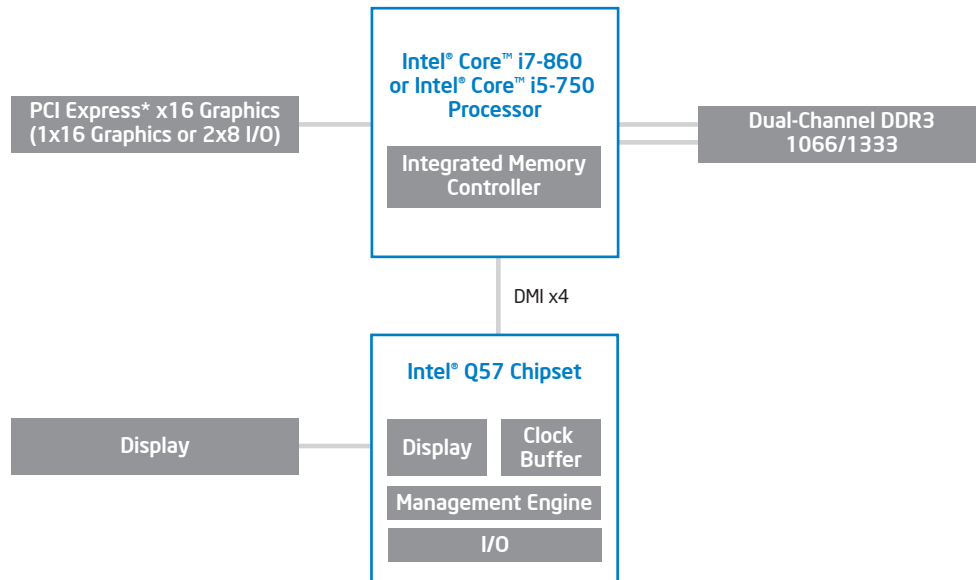 Intel® Core™ i7-860
or Intel® Core™ i5-750
Processor
PCI Express* x16 Graphics
(1x16 Graphics or 2x8 I/O)
Dual-Channel DDR3
1066/1333
Integrated Memory
Controller
DMI x4
Intel® Q57 Chipset
Display
Display
Clock
Buffer
Management Engine
I/O